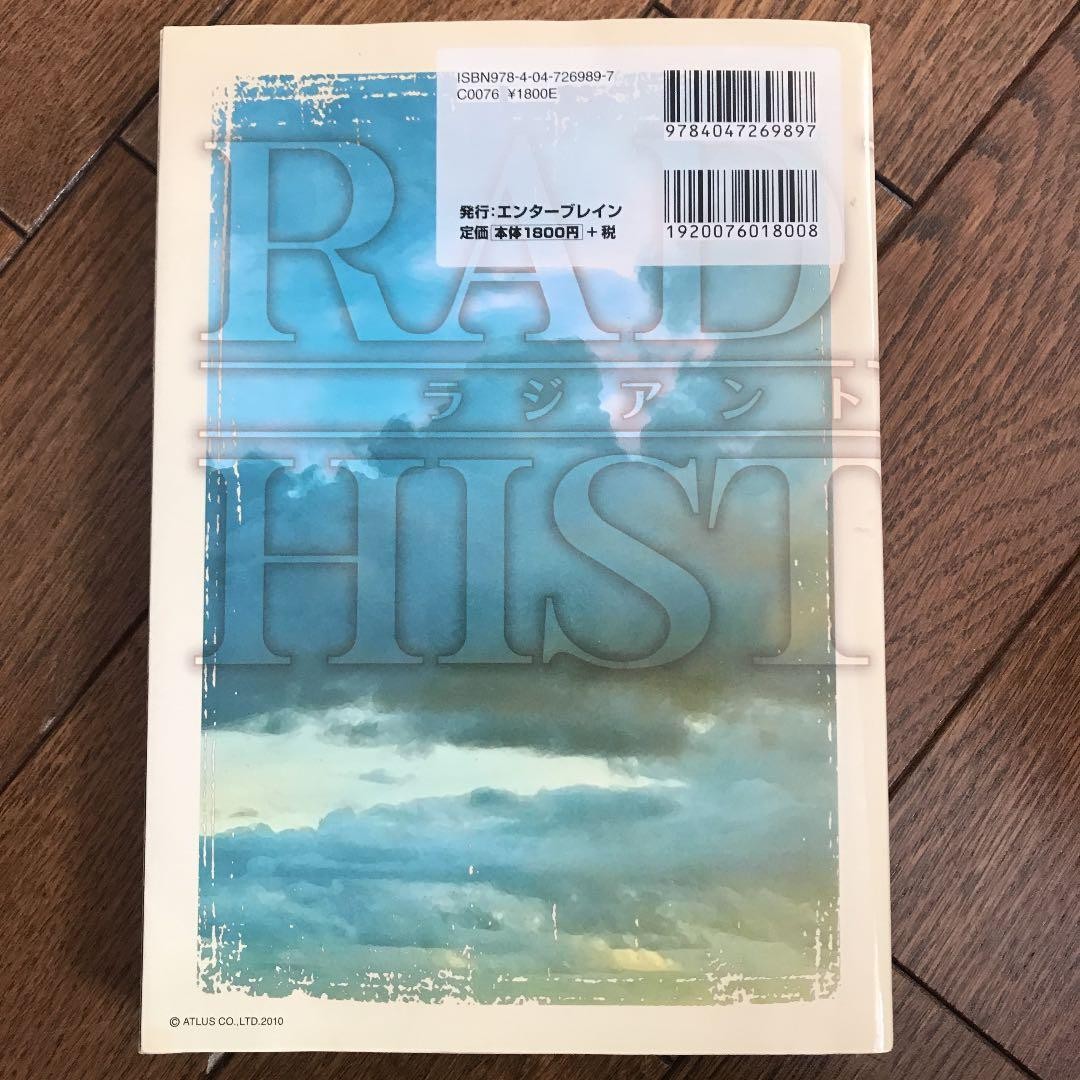 ISBN978-4-04-726989-7
C0076 ¥1800E
9784047269897
発行:エンターブレイン
定価 本体1800円 + 税
1920076018008
RAD
ラジアント
HIST
© ATLUS CO.,LTD.2010